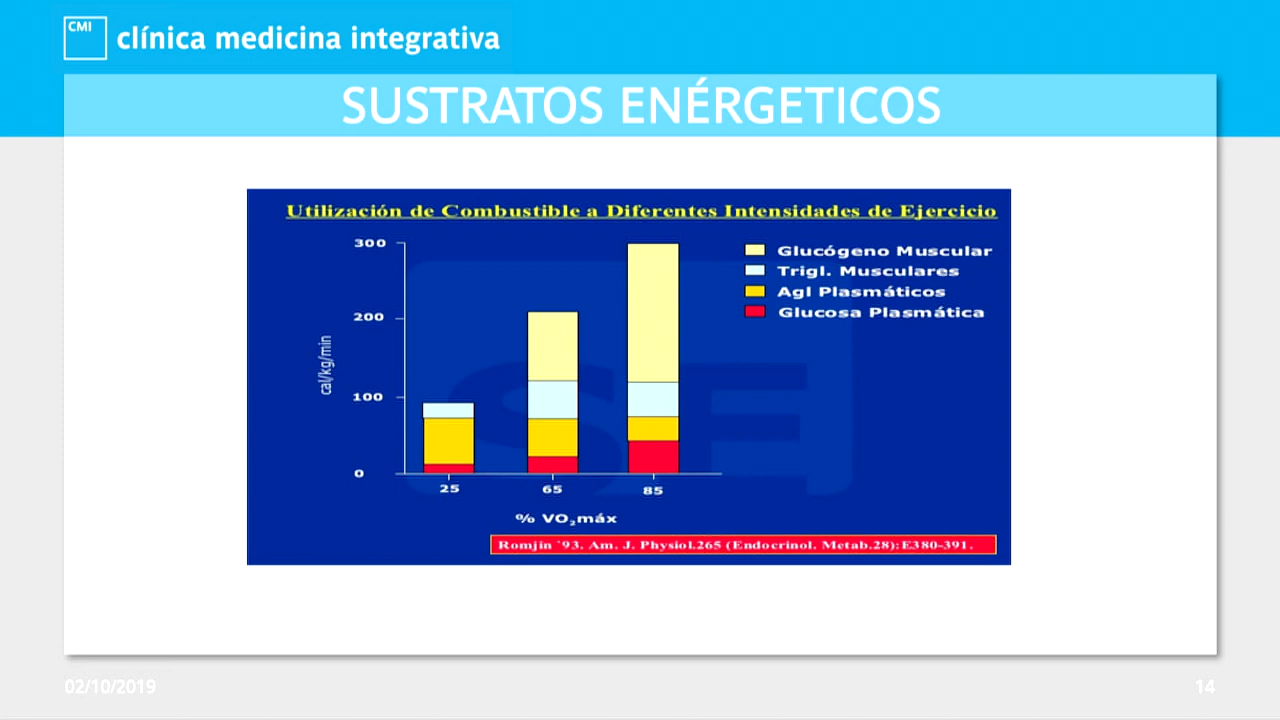 CMI
clínica medicina integrativa
SUSTRATOS ENÉRGETICOS
Utilización de Combustible a Diferentes Intensidades de Ejercicio
300
200
100
0
cal/kg/min
25 65 85
% VO₂máx
Glucógeno Muscular
Trigl. Musculares
Agl Plasmáticos
Glucosa Plasmática
Romjin `93. Am. J. Physiol.265 (Endocrinol. Metab.28):E380-391.
SE
02/10/2019
14